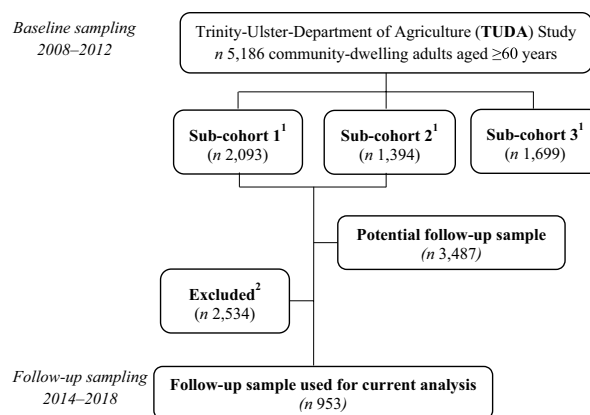 Baseline sampling
2008–2012
Trinity-Ulster-Department of Agriculture (TUDA) Study
n 5,186 community-dwelling adults aged ≥60 years
Sub-cohort 1¹
(n 2,093)
Sub-cohort 2¹
(n 1,394)
Sub-cohort 3¹
(n 1,699)
Potential follow-up sample
(n 3,487)
Excluded²
(n 2,534)
Follow-up sampling
2014–2018
Follow-up sample used for current analysis
(n 953)